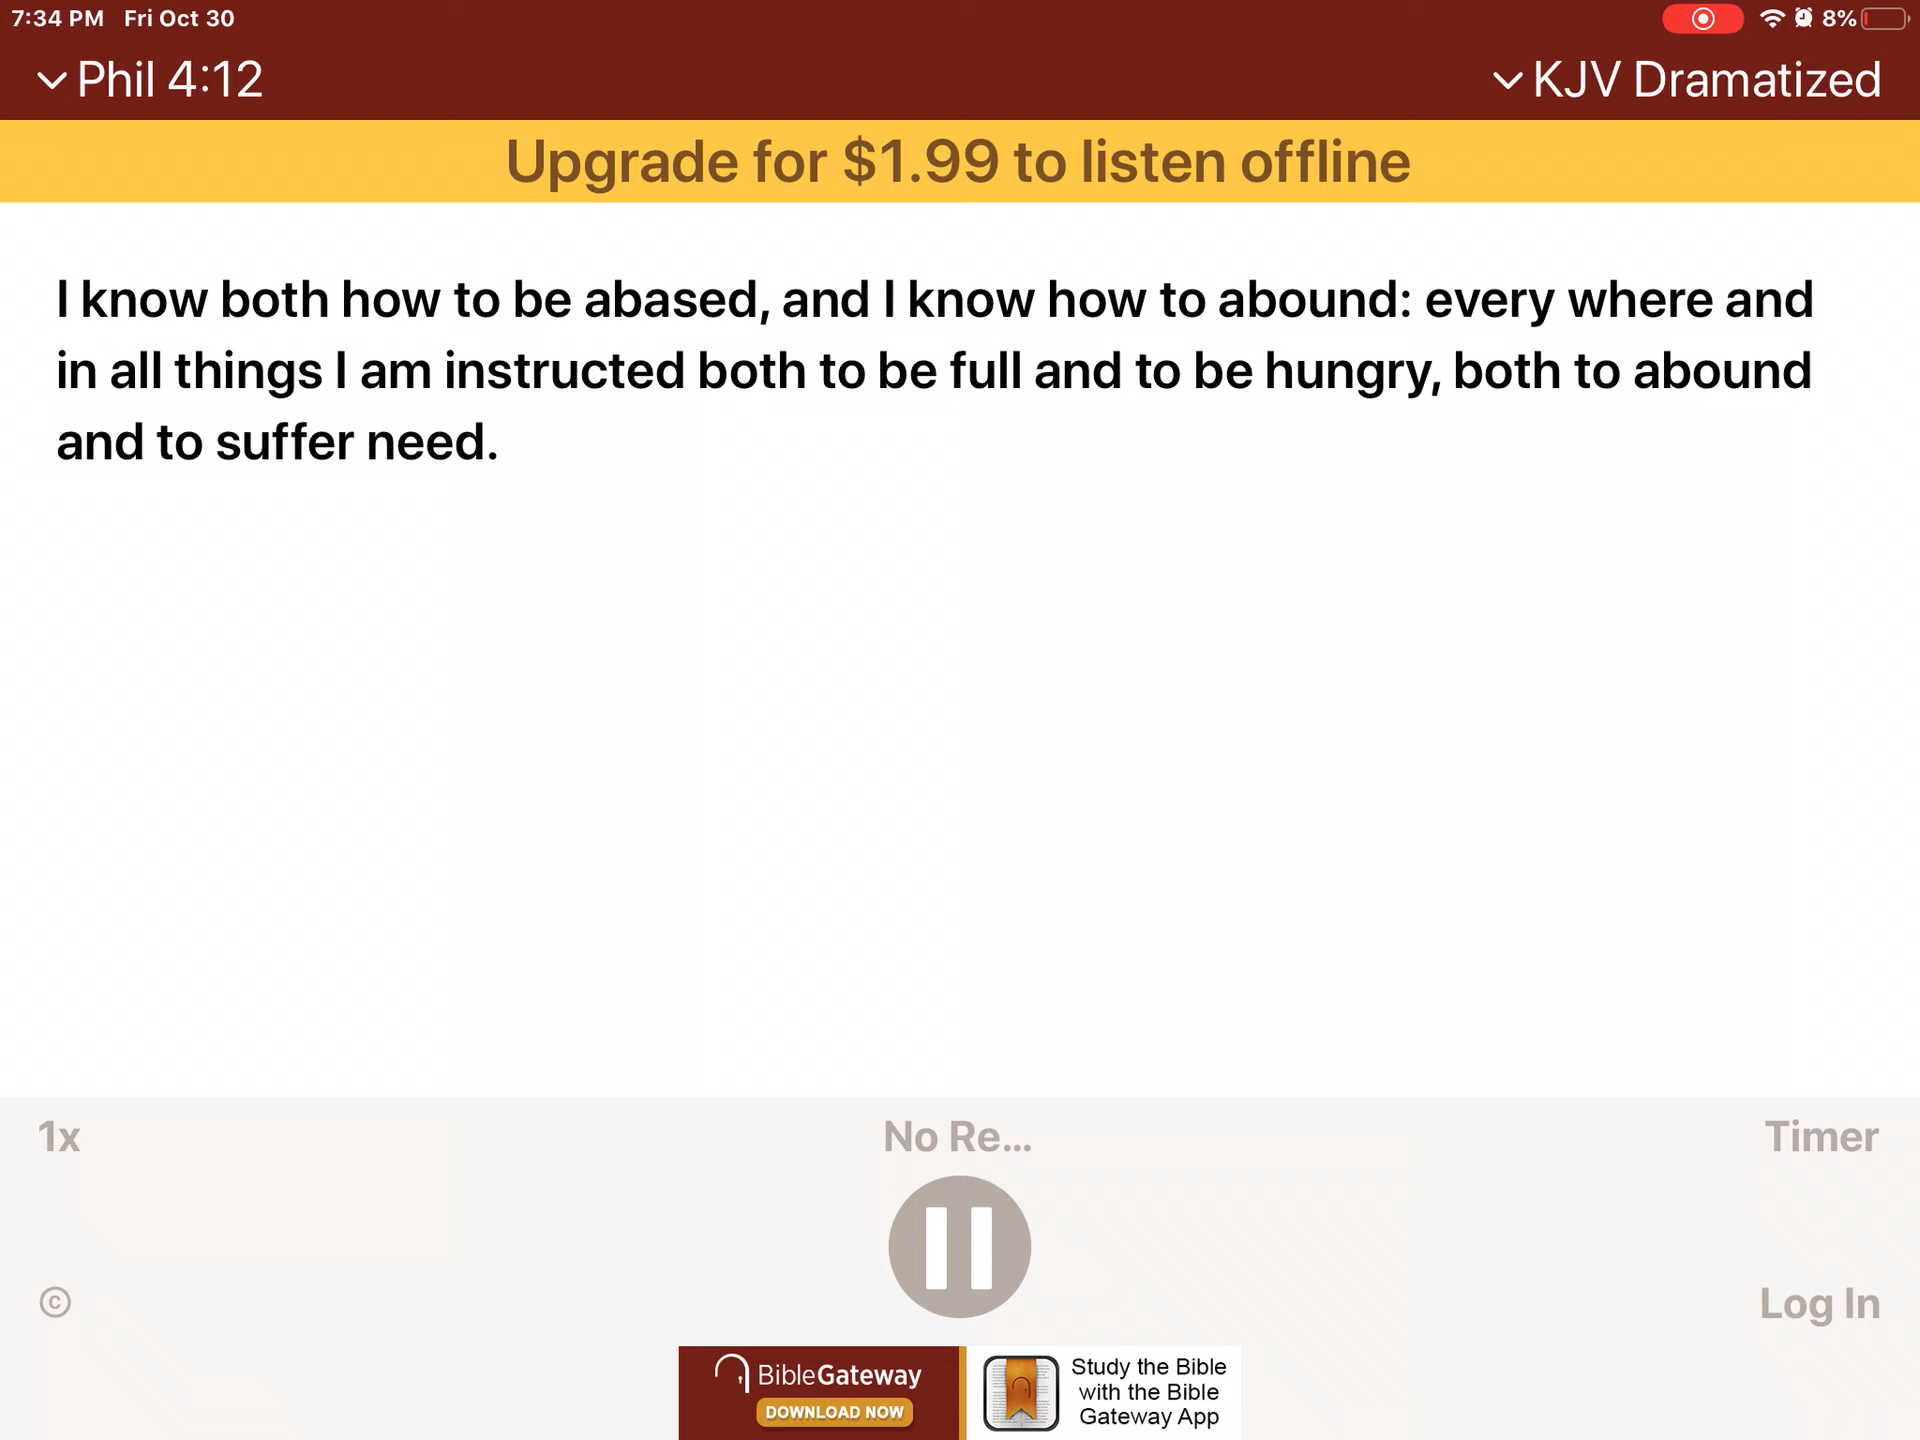 7:34 PM Fri Oct 30 8%
Phil 4:12 KJV Dramatized
Upgrade for $1.99 to listen offline
I know both how to be abased, and I know how to abound: every where and
in all things I am instructed both to be full and to be hungry, both to abound
and to suffer need.
1x No Re... Timer
© Log In
BibleGateway
DOWNLOAD NOW
Study the Bible
with the Bible
Gateway App